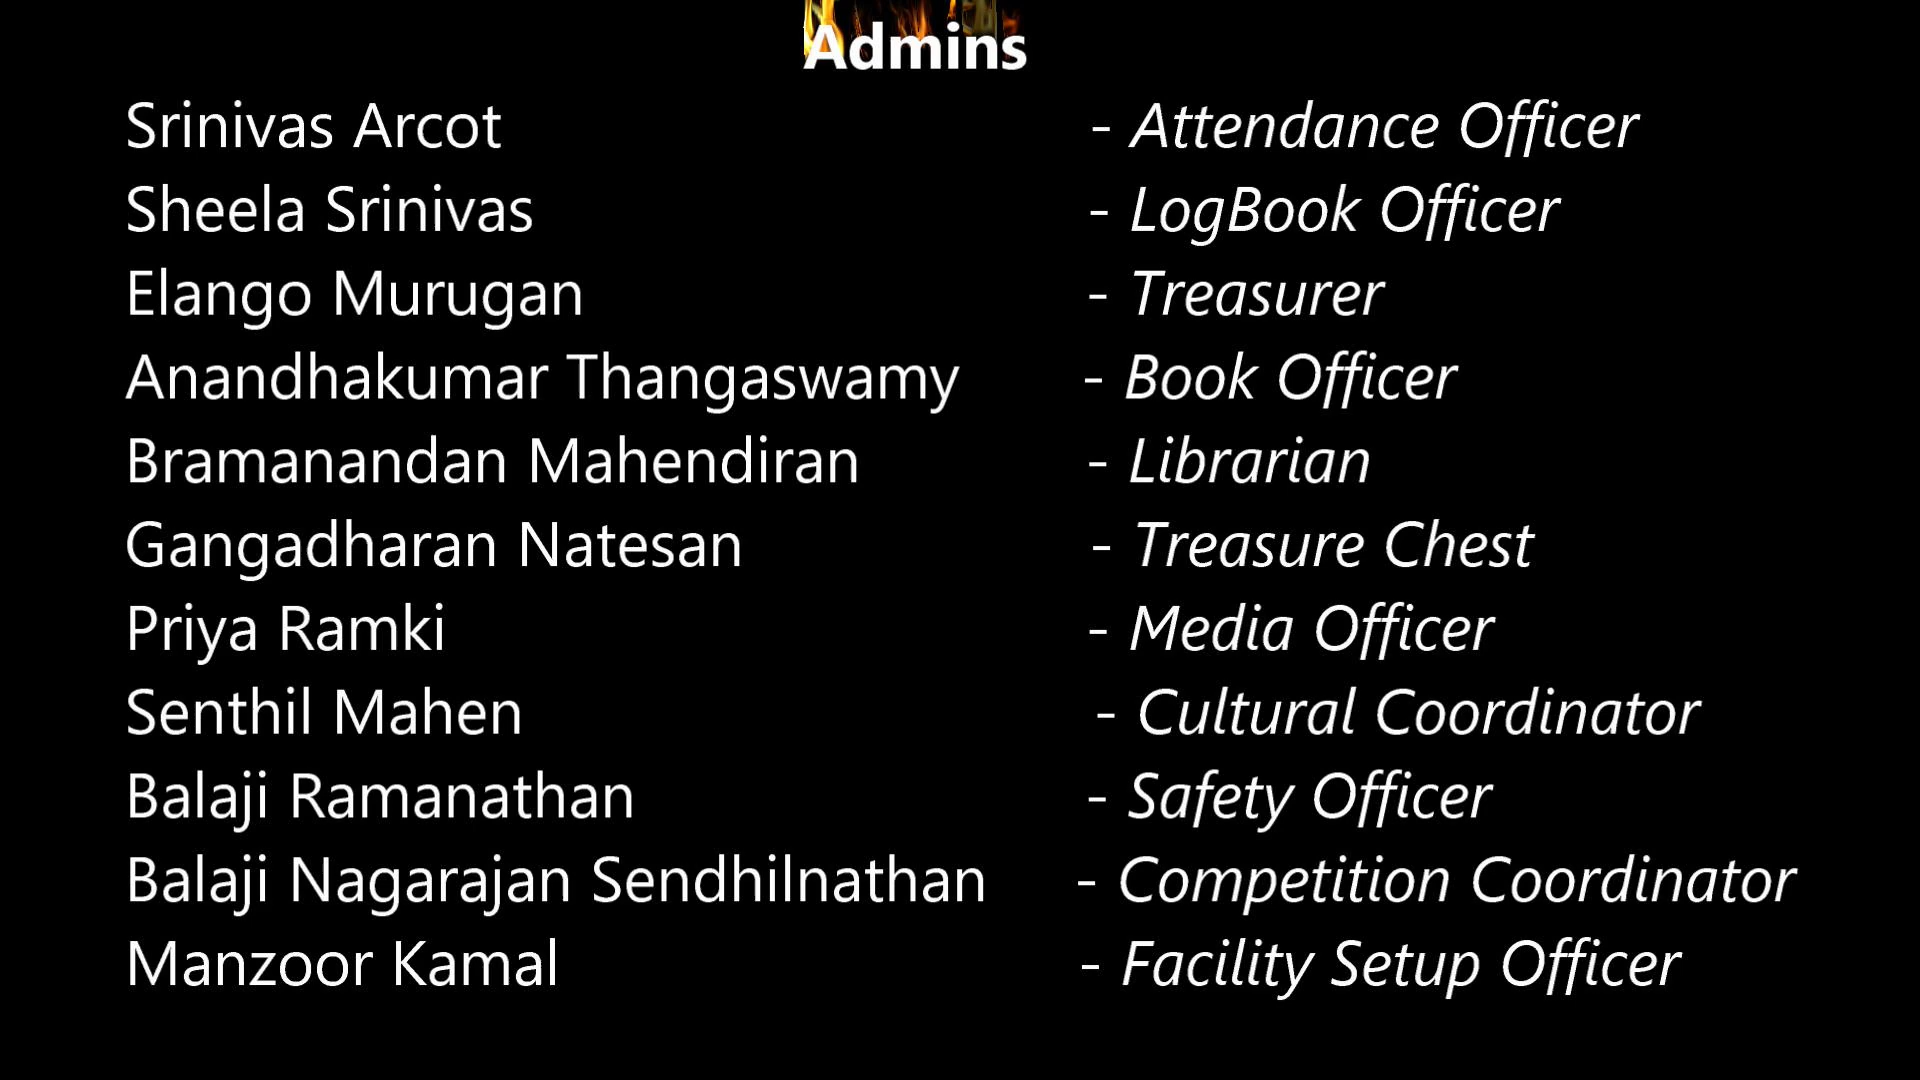 Admins
Srinivas Arcot - Attendance Officer
Sheela Srinivas - LogBook Officer
Elango Murugan - Treasurer
Anandhakumar Thangaswamy - Book Officer
Bramanandan Mahendiran - Librarian
Gangadharan Natesan - Treasure Chest
Priya Ramki - Media Officer
Senthil Mahen - Cultural Coordinator
Balaji Ramanathan - Safety Officer
Balaji Nagarajan Sendhilnathan - Competition Coordinator
Manzoor Kamal - Facility Setup Officer